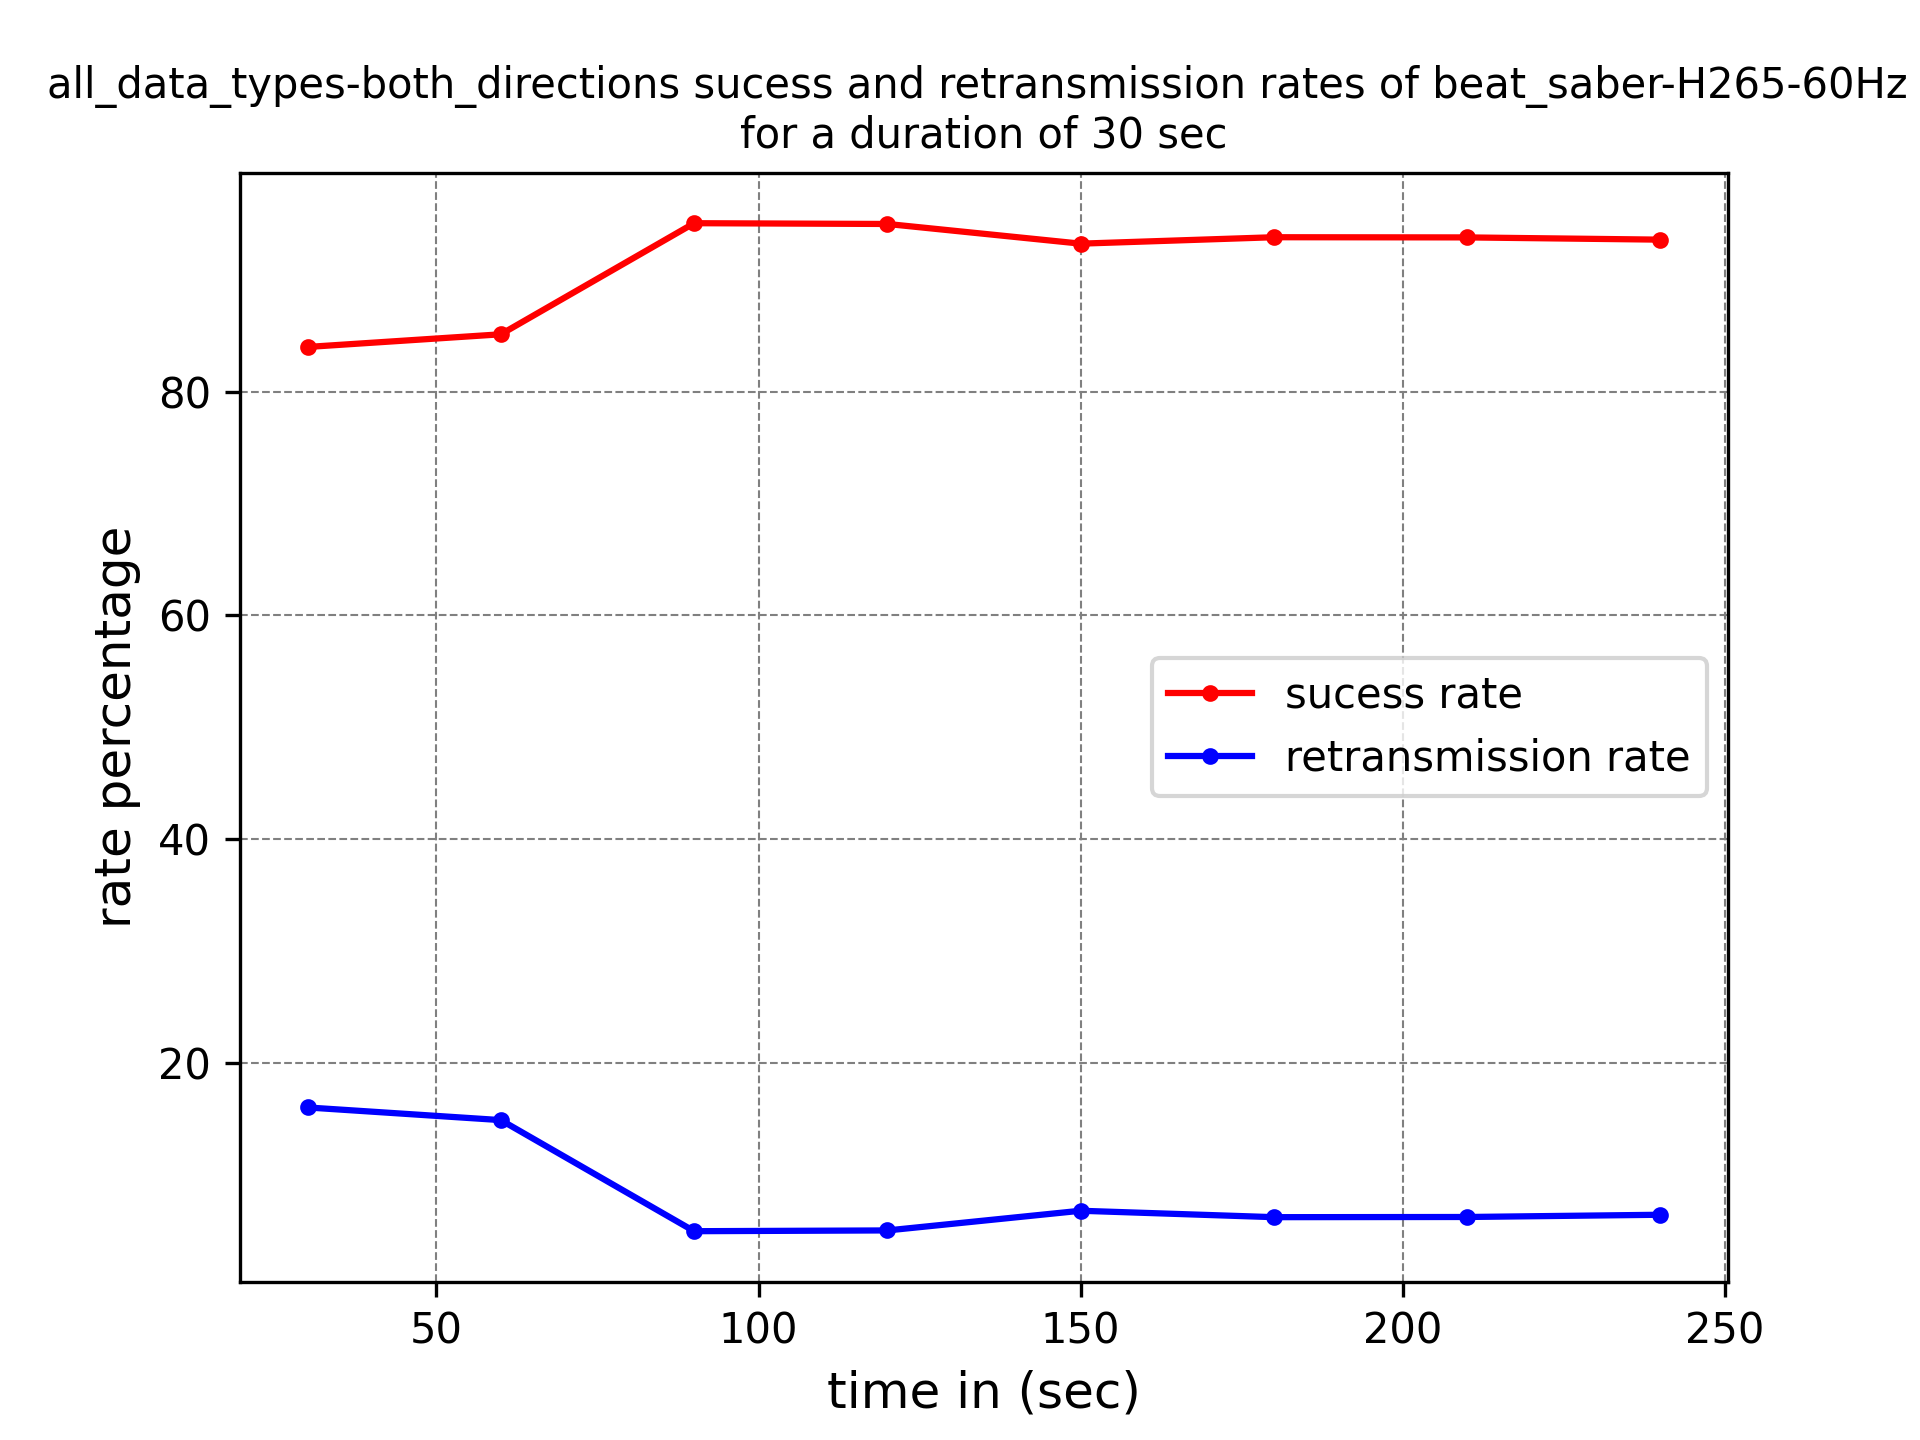 all_data_types-both_directions sucess and retransmission rates of beat_saber-H265-60Hz
for a duration of 30 sec
80
60
40
20
rate percentage
sucess rate
retransmission rate
50 100 150 200 250
time in (sec)